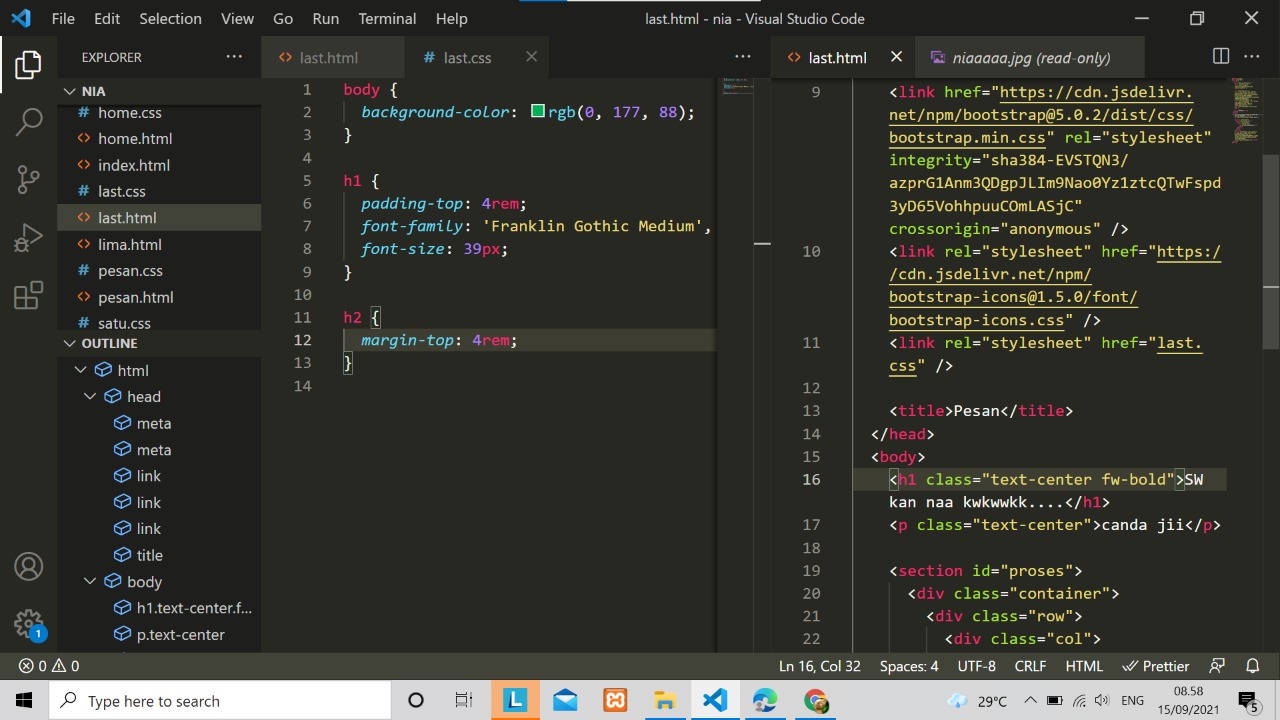 File Edit Selection View Go Run Terminal Help last.html - nia - Visual Studio Code
EXPLORER
NIA
home.css
home.html
index.html
last.css
last.html
lima.html
pesan.css
pesan.html
satu.css
OUTLINE
html
head
meta
meta
link
link
link
title
body
h1.text-center.f...
p.text-center
last.html
last.css
1 body {
2 background-color: rgb(0, 177, 88);
3 }
4
5 h1 {
6 padding-top: 4rem;
7 font-family: 'Franklin Gothic Medium',
8 font-size: 39px;
9 }
10
11 h2 {
12 margin-top: 4rem;
13 }
14
last.html
niaaaaa.jpg (read-only)
9 <link href="https://cdn.jsdelivr.
net/npm/bootstrap@5.0.2/dist/css/
bootstrap.min.css" rel="stylesheet"
integrity="sha384-EVSTQN3/
azprG1Anm3QDgpJLIm9Nao0Yz1ztcQTwFspd
3yD65VohhpuuCOmLASjC"
crossorigin="anonymous" />
10 <link rel="stylesheet" href="https:/
/cdn.jsdelivr.net/npm/
bootstrap-icons@1.5.0/font/
bootstrap-icons.css" />
11 <link rel="stylesheet" href="last.
css" />
12
13 <title>Pesan</title>
14 </head>
15 <body>
16 <h1 class="text-center fw-bold">SW
kan naa kwkwwkk....</h1>
17 <p class="text-center">canda jii</p>
18
19 <section id="proses">
20 <div class="container">
21 <div class="row">
22 <div class="col">
1
0 0 Ln 16, Col 32 Spaces: 4 UTF-8 CRLF HTML Prettier
Type here to search
L
29°C ENG
08.58
15/09/2021
5